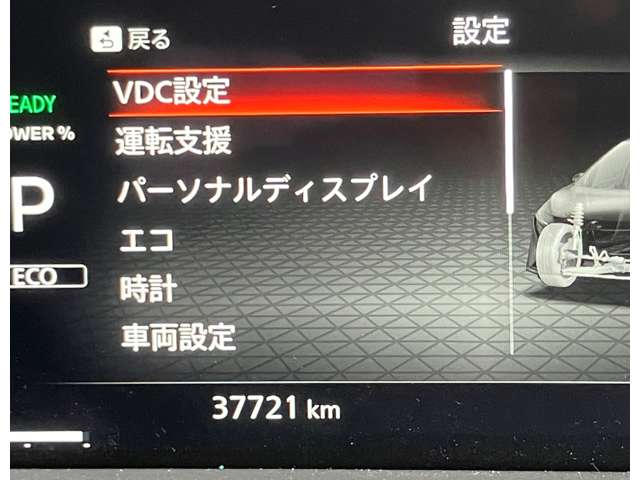 戻る
設定
VDC設定
EADY
OWER %
運転支援
パーソナルディスプレイ
P
エコ
ECO
時計
車両設定
37721 km